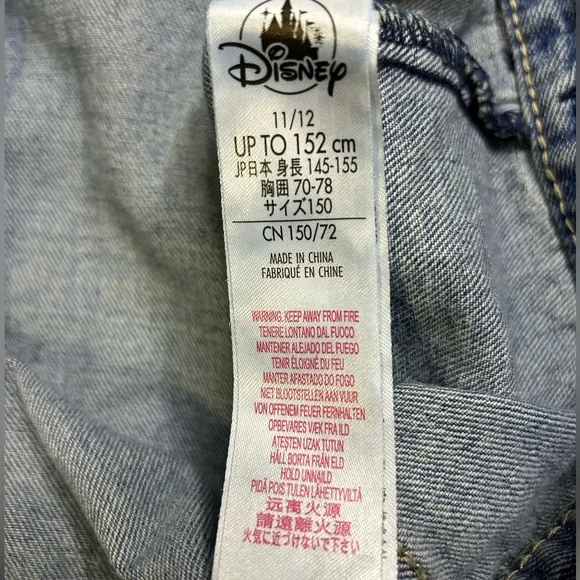 DISNEY
11/12
UP TO 152 cm
JP日本 身長 145-155
胸囲 70-78
サイズ150
CN 150/72
MADE IN CHINA
FABRIQUÉ EN CHINE
WARNING. KEEP AWAY FROM FIRE
TENERE LONTANO DAL FUOCO
MANTENER ALEJADO DEL FUEGO
TENIR ÉLOIGNÉ DU FEU
MANTER AFASTADO DO FOGO
NIET BLOOTSTELLEN AAN VUUR
VON OFFENEM FEUER FERNHALTEN
OPBEVARES VÆK FRA ILD
ATEŞTEN UZAK TUTUN
HÅLL BORTA FRÅN ELD
HOLD UNNAILD
PIDÄ POIS TULEN LÄHETTYVILTÄ
远离火源
請遠離火源
火気に近づけないで下さい